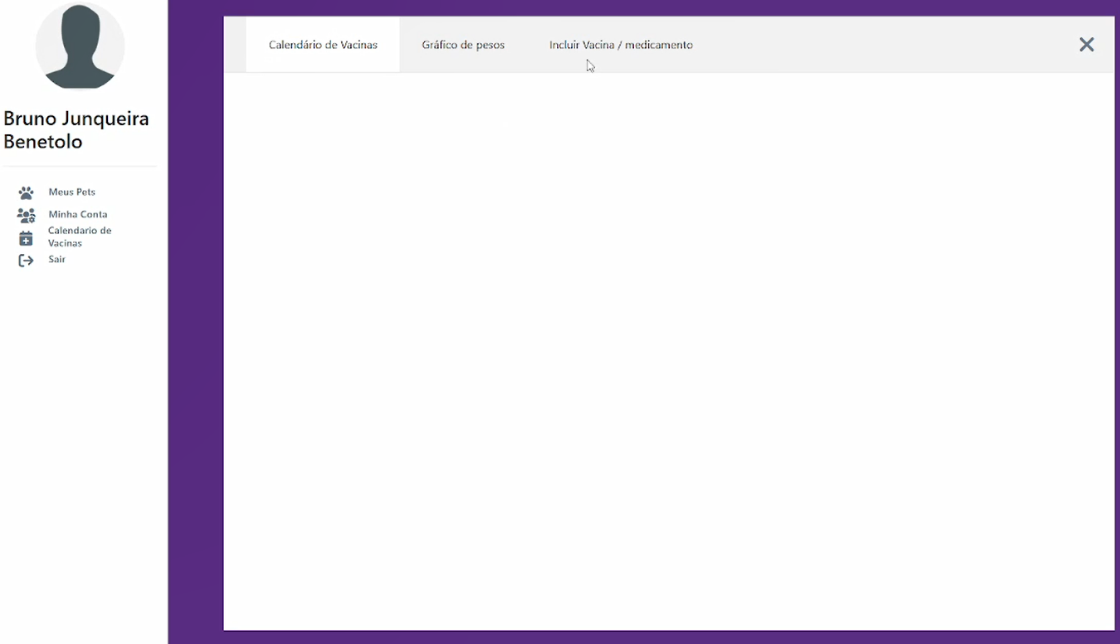 Bruno Junqueira
Benetolo
Meus Pets
Minha Conta
Calendario de
Vacinas
Sair
Calendário de Vacinas
Gráfico de pesos
Incluir Vacina / medicamento